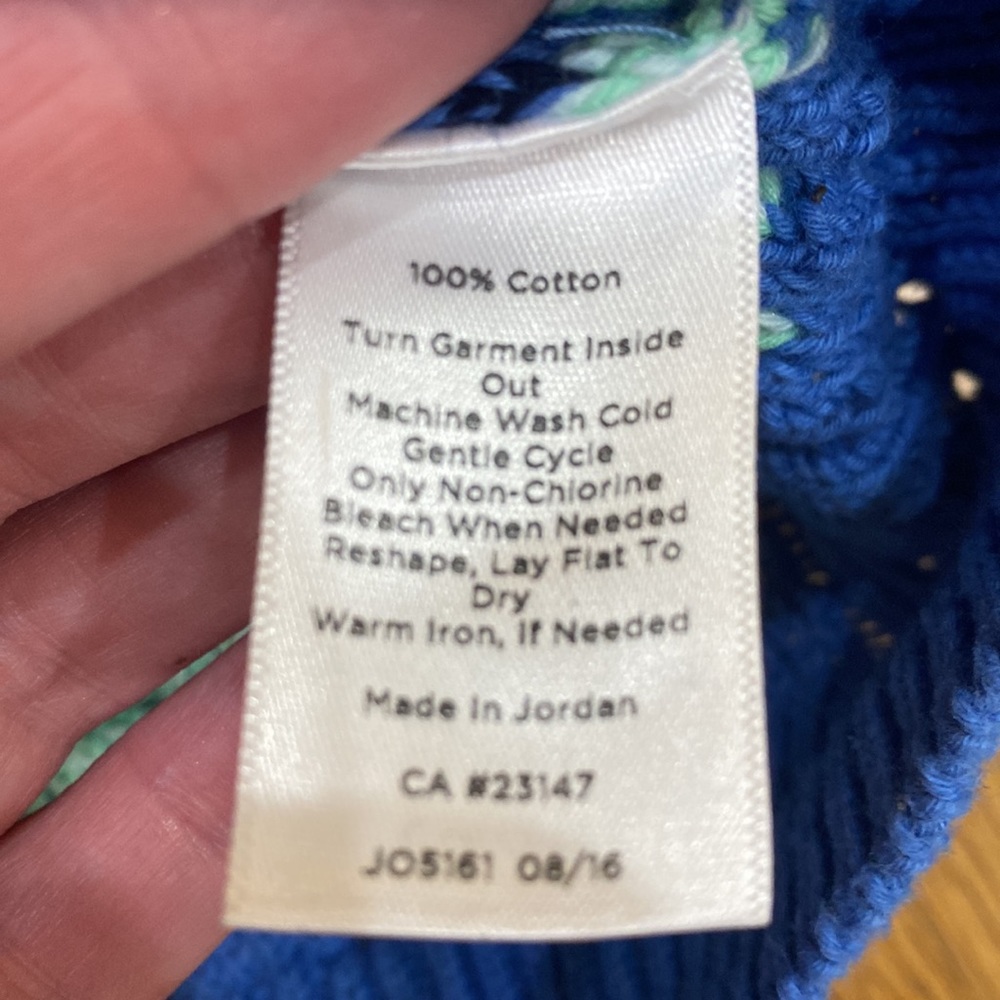 100% Cotton
Turn Garment Inside
Out
Machine Wash Cold
Gentle Cycle
Only Non-Chlorine
Bleach When Needed
Reshape, Lay Flat To
Dry
Warm Iron, If Needed
Made In Jordan
CA #23147
JO5161 08/16